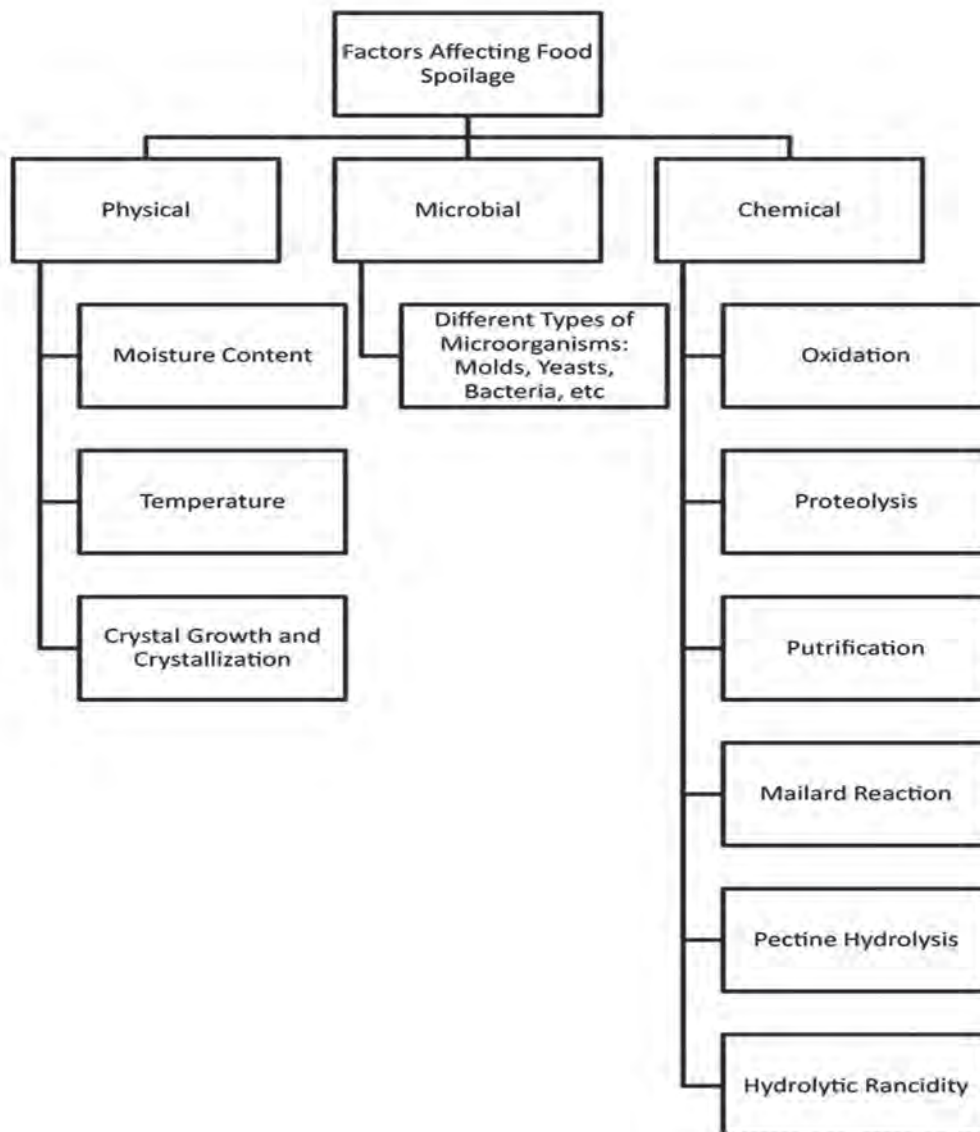 Factors Affecting Food
Spoilage
Physical
Microbial
Chemical
Moisture Content
Different Types of
Microorganisms:
Molds, Yeasts,
Bacteria, etc
Oxidation
Temperature
Proteolysis
Crystal Growth and
Crystallization
Putrification
Mailard Reaction
Pectine Hydrolysis
Hydrolytic Rancidity